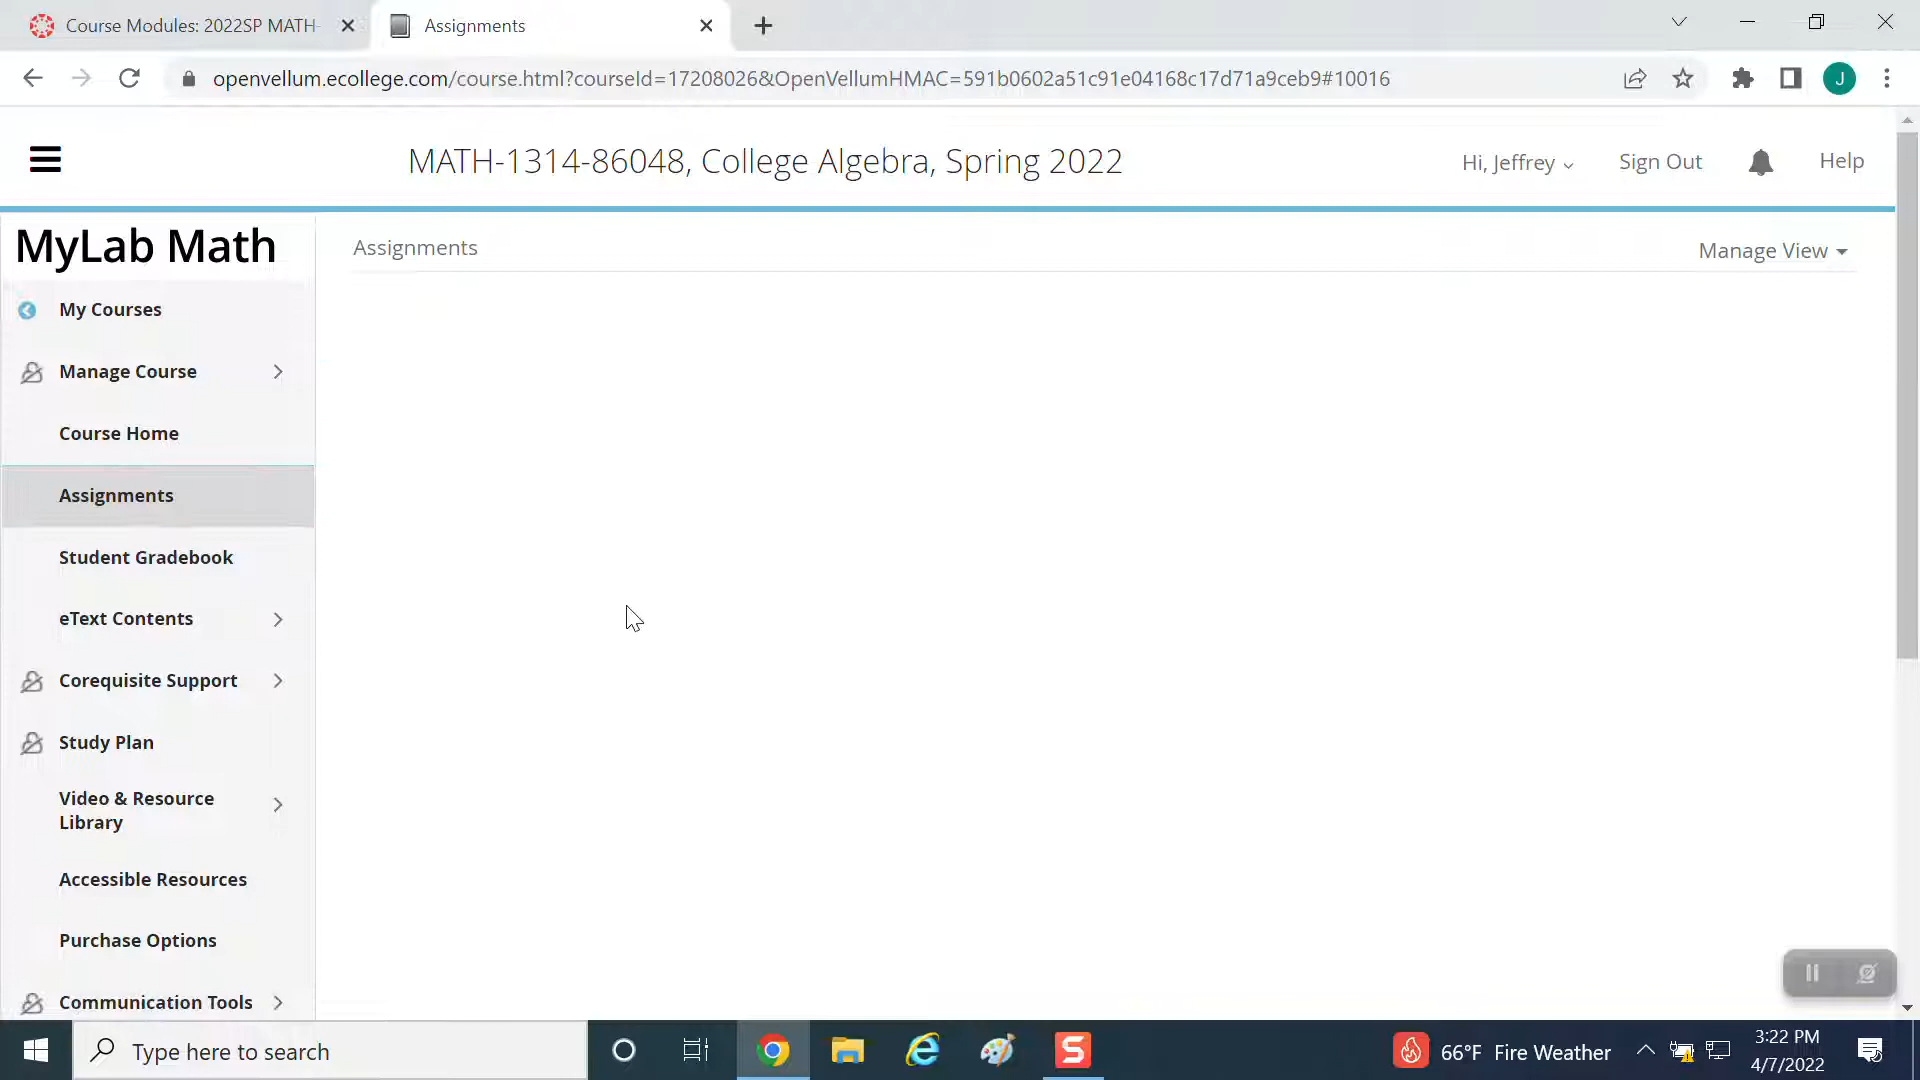 Course Modules: 2022SP MATH-
Assignments
openvellum.ecollege.com/course.html?courseId=17208026&OpenVellumHMAC=591b0602a51c91e04168c17d71a9ceb9#10016
J
MATH-1314-86048, College Algebra, Spring 2022
Hi, Jeffrey
Sign Out
Help
MyLab Math
Assignments
Manage View
My Courses
Manage Course
Course Home
Assignments
Student Gradebook
eText Contents
Corequisite Support
Study Plan
Video & Resource
Library
Accessible Resources
Purchase Options
Communication Tools
Type here to search
S
66°F Fire Weather
3:22 PM
4/7/2022